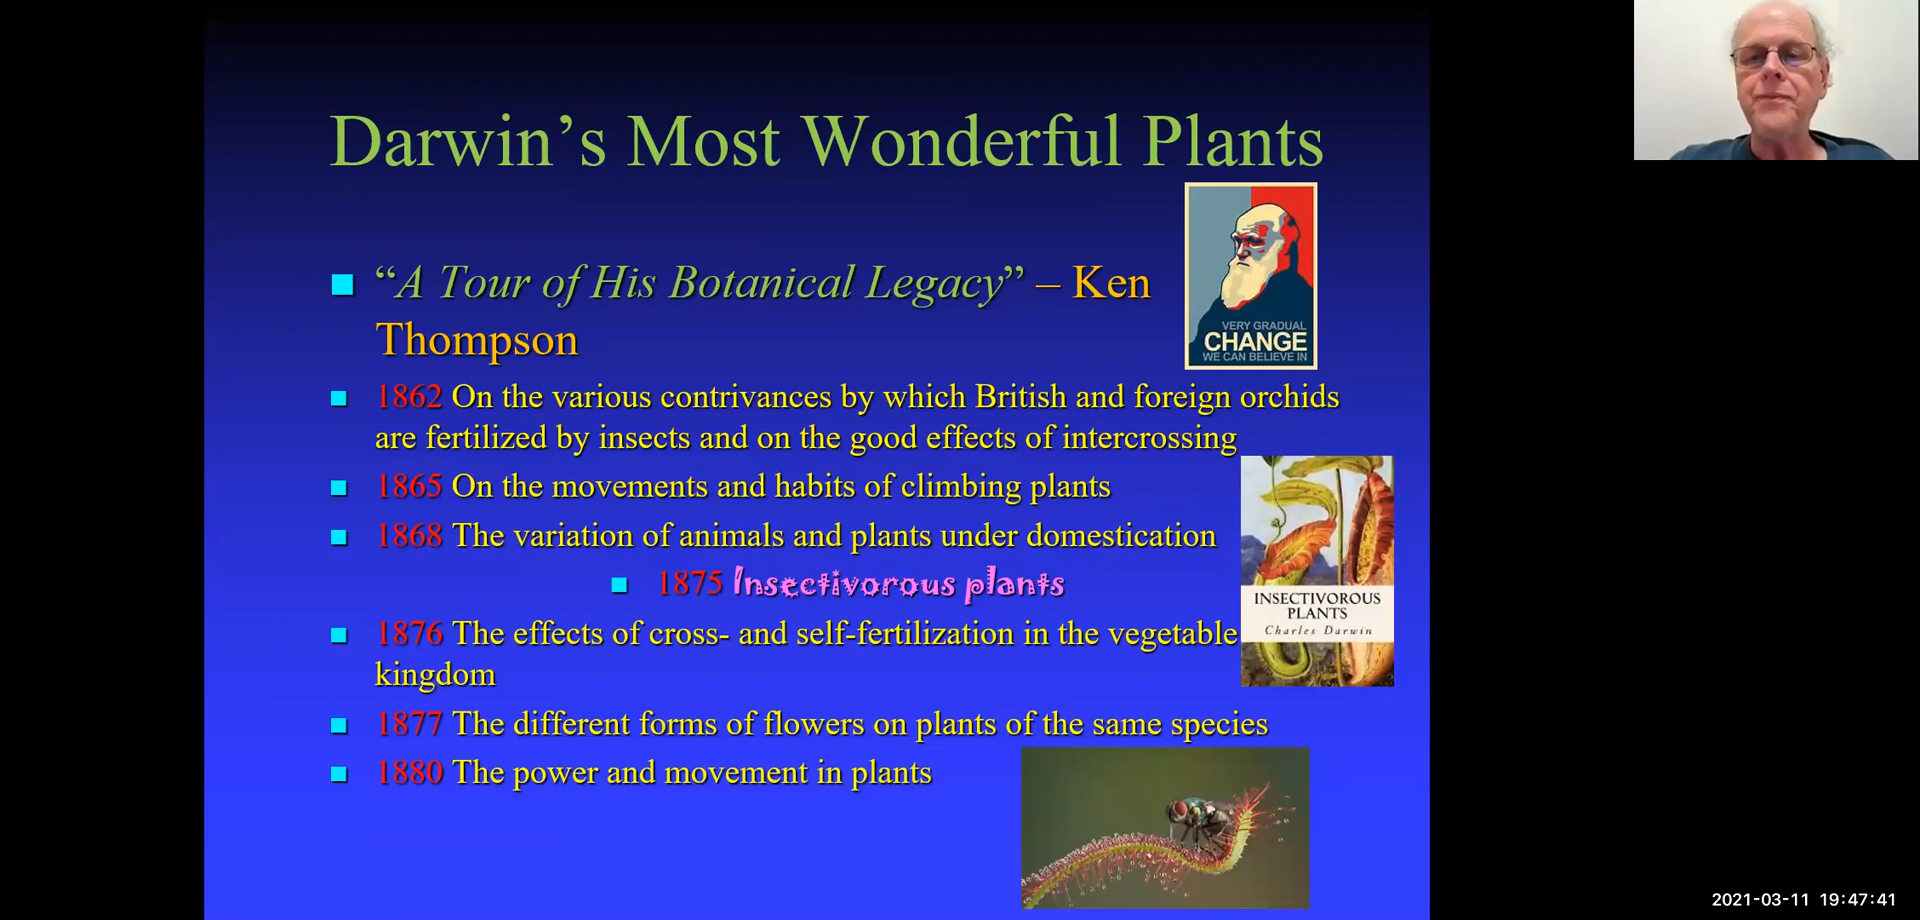 Darwin’s Most Wonderful Plants
“A Tour of His Botanical Legacy” – Ken
Thompson
VERY GRADUAL
CHANGE
WE CAN BELIEVE IN
1862 On the various contrivances by which British and foreign orchids
are fertilized by insects and on the good effects of intercrossing
1865 On the movements and habits of climbing plants
1868 The variation of animals and plants under domestication
1875 Insectivorous plants
INSECTIVOROUS
PLANTS
Charles Darwin
1876 The effects of cross- and self-fertilization in the vegetable
kingdom
1877 The different forms of flowers on plants of the same species
1880 The power and movement in plants
2021-03-11 19:47:41